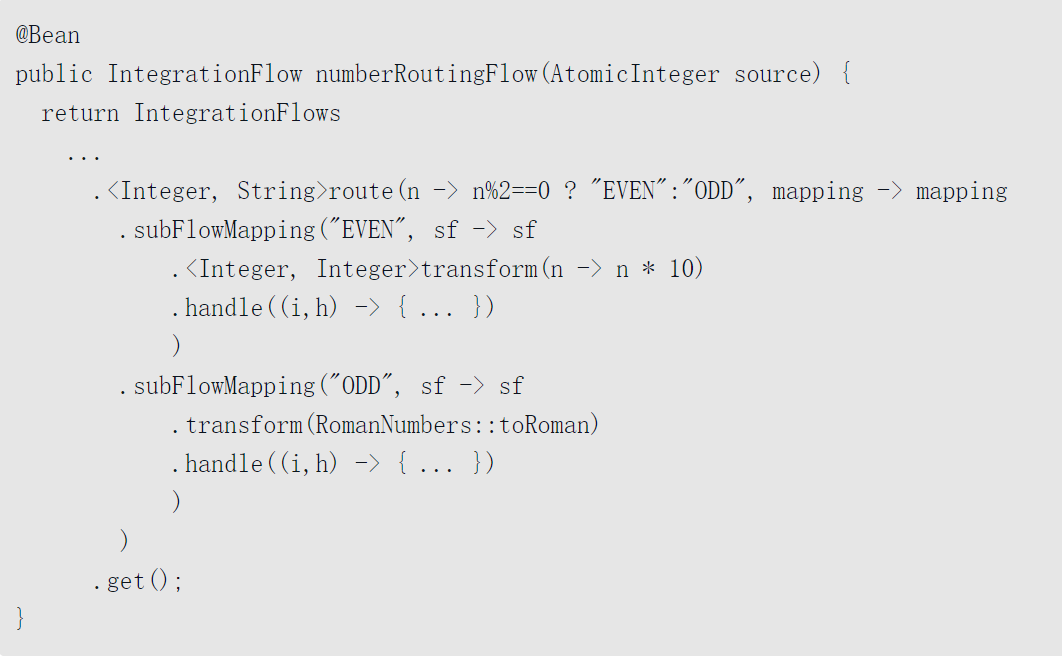 @Bean
public IntegrationFlow numberRoutingFlow(AtomicInteger source) {
  return IntegrationFlows
    ...
      .<Integer, String>route(n -> n%2==0 ? "EVEN":"ODD", mapping -> mapping
        .subFlowMapping("EVEN", sf -> sf
            .<Integer, Integer>transform(n -> n * 10)
            .handle((i,h) -> { ... })
            )
        .subFlowMapping("ODD", sf -> sf
            .transform(RomanNumbers::toRoman)
            .handle((i,h) -> { ... })
            )
        )
      .get();
}